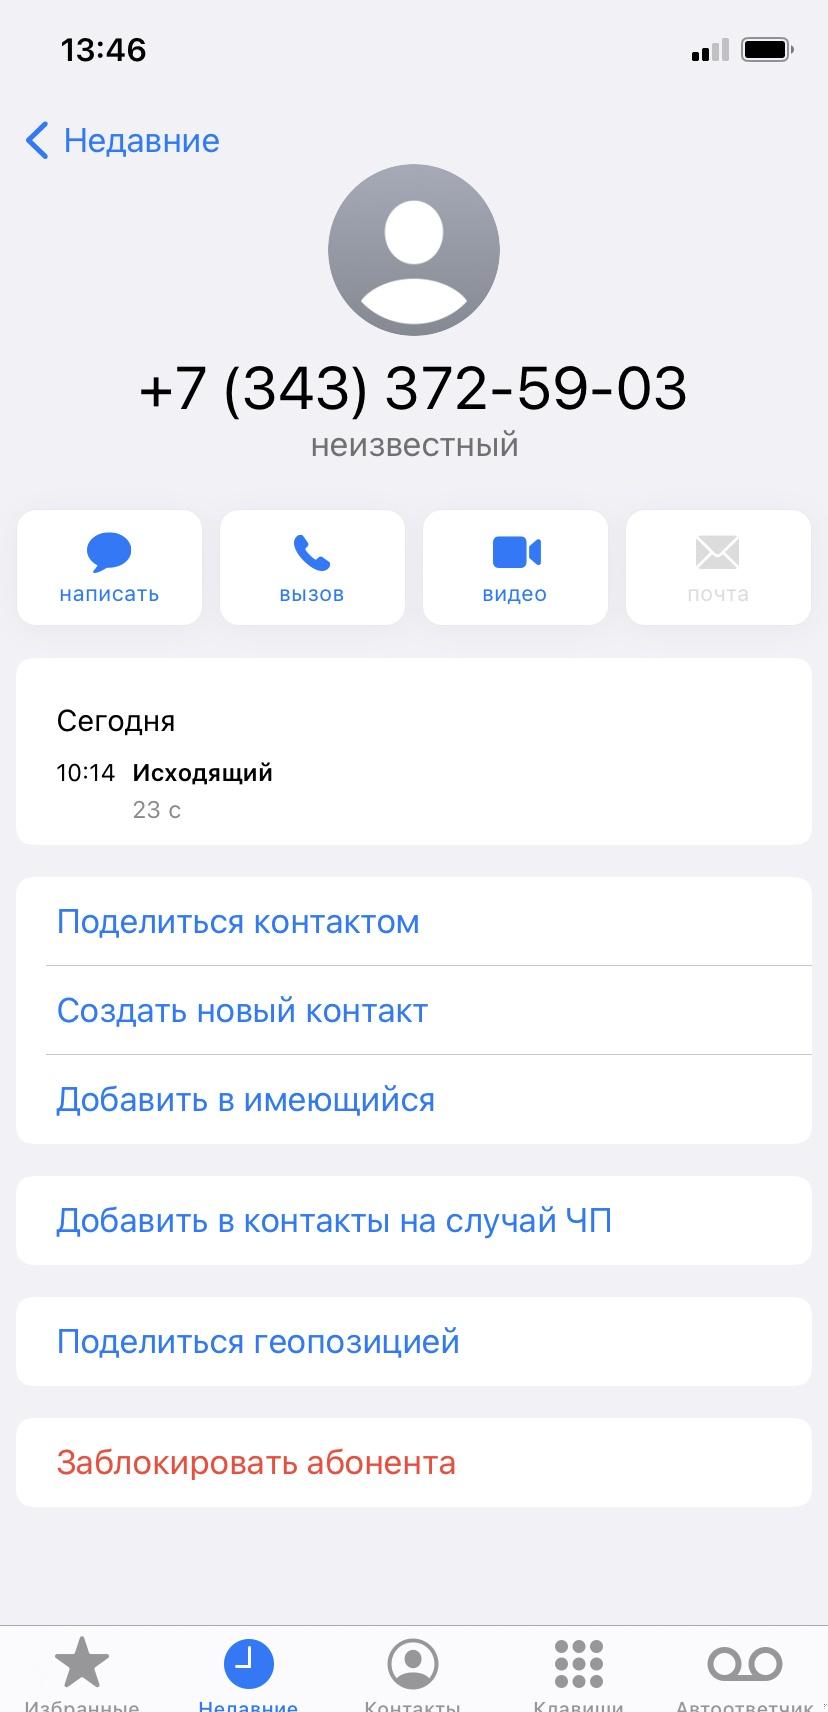 13:46
Недавние
+7 (343) 372-59-03
неизвестный
написать вызов видео почта
Сегодня
10:14 Исходящий
23 с
Поделиться контактом
Создать новый контакт
Добавить в имеющийся
Добавить в контакты на случай ЧП
Поделиться геопозицией
Заблокировать абонента
Избранные Недавние Контакты Клавиши Автоответчик